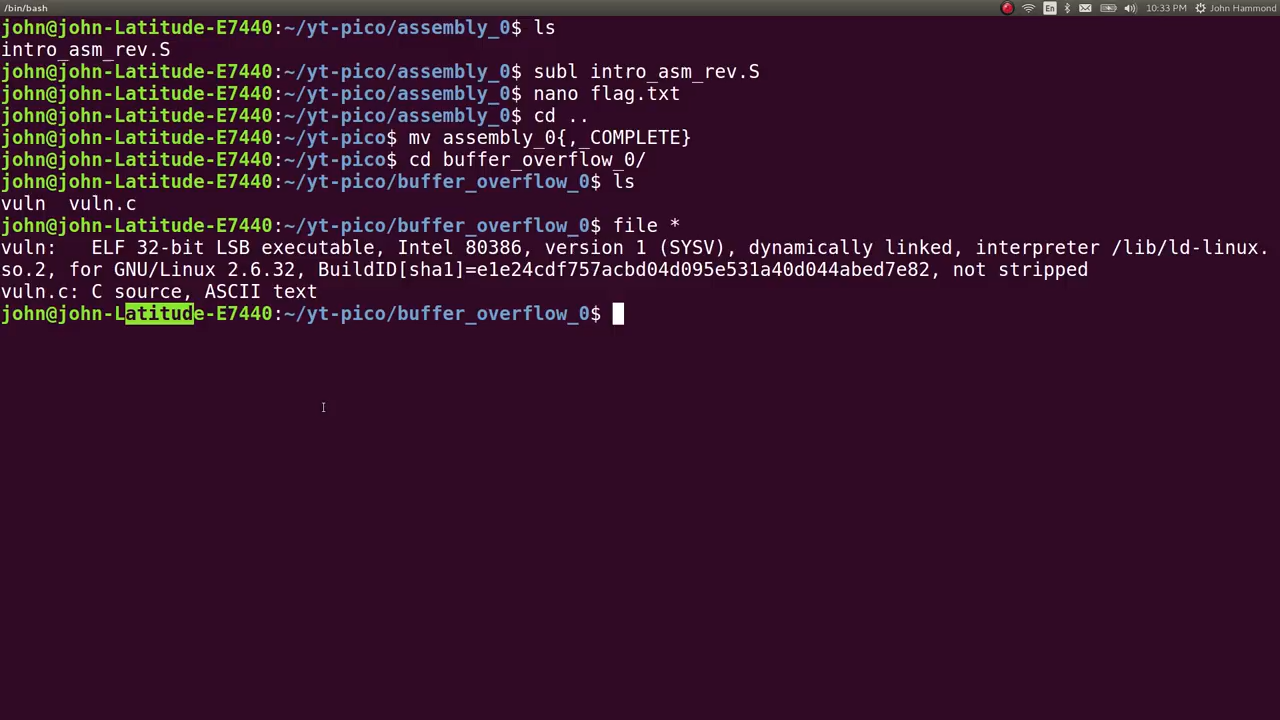 /bin/bash En 10:33 PM John Hammond
john@john-Latitude-E7440:~/yt-pico/assembly_0$ ls
intro_asm_rev.S
john@john-Latitude-E7440:~/yt-pico/assembly_0$ subl intro_asm_rev.S
john@john-Latitude-E7440:~/yt-pico/assembly_0$ nano flag.txt
john@john-Latitude-E7440:~/yt-pico/assembly_0$ cd ..
john@john-Latitude-E7440:~/yt-pico$ mv assembly_0{,_COMPLETE}
john@john-Latitude-E7440:~/yt-pico$ cd buffer_overflow_0/
john@john-Latitude-E7440:~/yt-pico/buffer_overflow_0$ ls
vuln  vuln.c
john@john-Latitude-E7440:~/yt-pico/buffer_overflow_0$ file *
vuln:   ELF 32-bit LSB executable, Intel 80386, version 1 (SYSV), dynamically linked, interpreter /lib/ld-linux.
so.2, for GNU/Linux 2.6.32, BuildID[sha1]=e1e24cdf757acbd04d095e531a40d044abed7e82, not stripped
vuln.c: C source, ASCII text
john@john-Latitude-E7440:~/yt-pico/buffer_overflow_0$